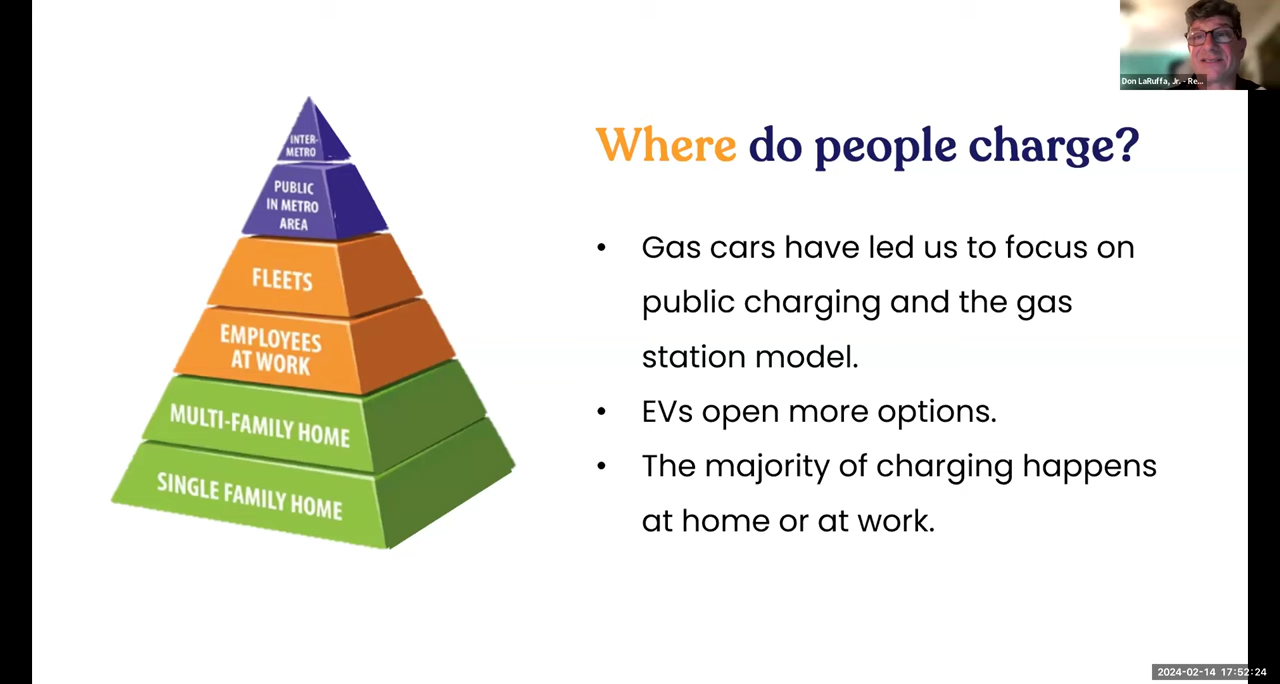 Don LaRuffa, Jr. - Re...
INTER-
METRO
PUBLIC
IN METRO
AREA
FLEETS
EMPLOYEES
AT WORK
MULTI-FAMILY HOME
SINGLE FAMILY HOME
Where do people charge?
• Gas cars have led us to focus on
public charging and the gas
station model.
• EVs open more options.
• The majority of charging happens
at home or at work.
2024-02-14 17:52:24